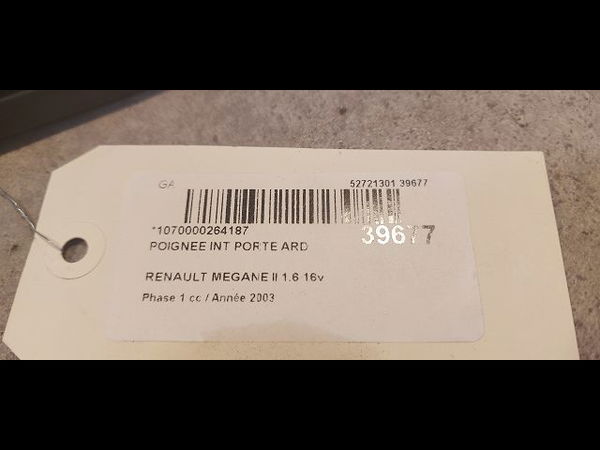 GA 52721301 39677
*1070000264187 39677
POIGNEE INT PORTE ARD
RENAULT MEGANE II 1.6 16v
Phase 1 cc / Année 2003